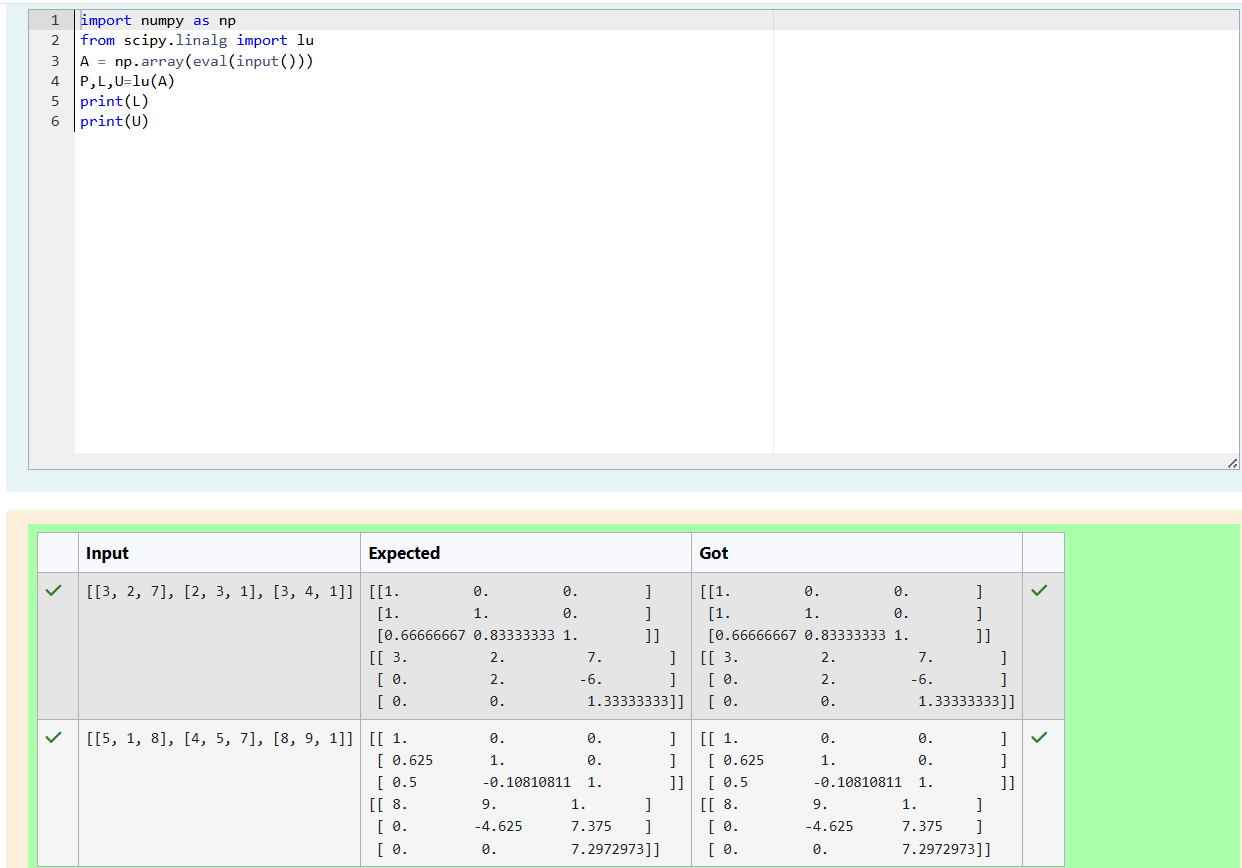 1 import numpy as np
2 from scipy.linalg import lu
3 A = np.array(eval(input()))
4 P,L,U=lu(A)
5 print(L)
6 print(U)
Input Expected Got
[[3, 2, 7], [2, 3, 1], [3, 4, 1]] [[1. 0. 0. ] [[1. 0. 0. ]
[1. 1. 0. ] [1. 1. 0. ]
[0.66666667 0.83333333 1. ]] [0.66666667 0.83333333 1. ]]
[[ 3. 2. 7. ] [[ 3. 2. 7. ]
[ 0. 2. -6. ] [ 0. 2. -6. ]
[ 0. 0. 1.33333333]] [ 0. 0. 1.33333333]]
[[5, 1, 8], [4, 5, 7], [8, 9, 1]] [[ 1. 0. 0. ] [[ 1. 0. 0. ]
[ 0.625 1. 0. ] [ 0.625 1. 0. ]
[ 0.5 -0.10810811 1. ]] [ 0.5 -0.10810811 1. ]]
[[ 8. 9. 1. ] [[ 8. 9. 1. ]
[ 0. -4.625 7.375 ] [ 0. -4.625 7.375 ]
[ 0. 0. 7.2972973]] [ 0. 0. 7.2972973]]